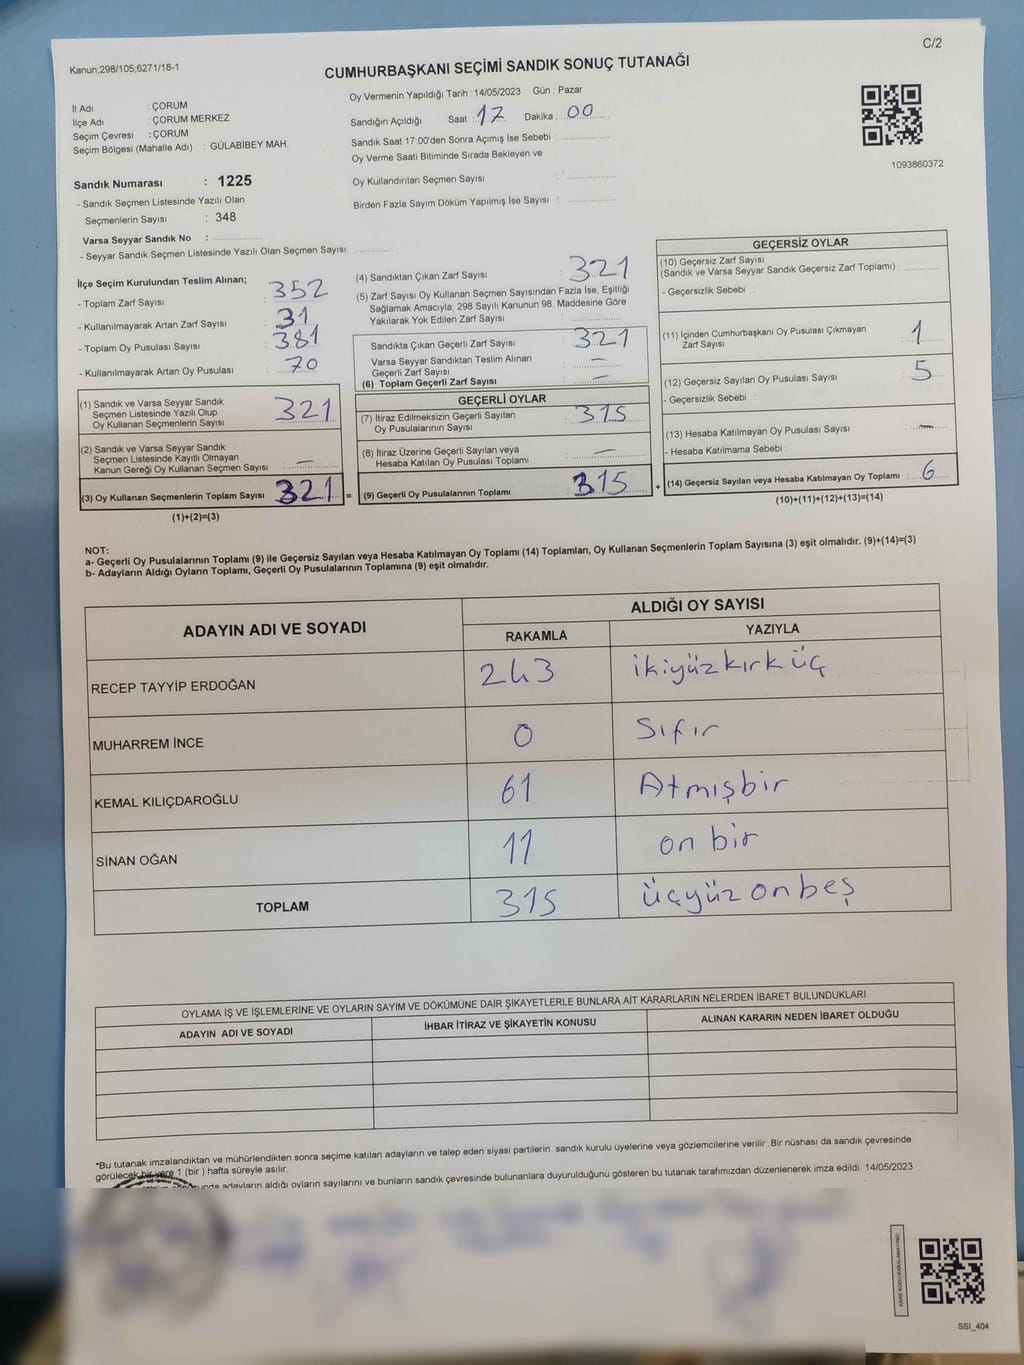 C/2
Kanun;298/105;6271/18-1
CUMHURBAŞKANI SEÇİMİ SANDIK SONUÇ TUTANAĞI
İl Adı : ÇORUM
İlçe Adı : ÇORUM MERKEZ
Seçim Çevresi : ÇORUM
Seçim Bölgesi (Mahalle Adı) : GÜLABİBEY MAH.
Oy Vermenin Yapıldığı Tarih :14/05/2023 Gün : Pazar
Sandığın Açıldığı Saat : 17 Dakika : 00
Sandık Saat 17:00'den Sonra Açımış İse Sebebi :
Oy Verme Saati Bitiminde Sırada Bekleyen ve
Oy Kullandırılan Seçmen Sayısı :
Birden Fazla Sayım Döküm Yapılmış İse Sayısı :
1093860372
Sandık Numarası : 1225
- Sandık Seçmen Listesinde Yazılı Olan
Seçmenlerin Sayısı : 348
Varsa Seyyar Sandık No :
- Seyyar Sandık Seçmen Listesinde Yazılı Olan Seçmen Sayısı:
İlçe Seçim Kurulundan Teslim Alınan;
- Toplam Zarf Sayısı : 352
- Kullanılmayarak Artan Zarf Sayısı : 31
- Toplam Oy Pusulası Sayısı : 381
- Kullanılmayarak Artan Oy Pusulası : 70
(1) Sandık ve Varsa Seyyar Sandık
Seçmen Listesinde Yazılı Olup
Oy Kullanan Seçmenlerin Sayısı : 321
(2) Sandık ve Varsa Seyyar Sandık
Seçmen Listesinde Kayıtlı Olmayan
Kanun Gereği Oy Kullanan Seçmen Sayısı : –
(3) Oy Kullanan Seçmenlerin Toplam Sayısı : 321 =
(1)+(2)=(3)
(4) Sandıktan Çıkan Zarf Sayısı : 321
(5) Zarf Sayısı Oy Kullanan Seçmen Sayısından Fazla İse, Eşitliği
Sağlamak Amacıyla; 298 Sayılı Kanunun 98. Maddesine Göre
Yakılarak Yok Edilen Zarf Sayısı :
Sandıkta Çıkan Geçerli Zarf Sayısı : 321
Varsa Seyyar Sandıktan Teslim Alınan
Geçerli Zarf Sayısı : –
(6) Toplam Geçerli Zarf Sayısı : –
GEÇERLİ OYLAR
(7) İtiraz Edilmeksizin Geçerli Sayılan
Oy Pusulalarının Sayısı : 315
(8) İtiraz Üzerine Geçerli Sayılan veya
Hesaba Katılan Oy Pusulası Toplamı : –
(9) Geçerli Oy Pusulalarının Toplamı : 315 +
GEÇERSİZ OYLAR
(10) Geçersiz Zarf Sayısı
(Sandık ve Varsa Seyyar Sandık Geçersiz Zarf Toplamı) :
- Geçersizlik Sebebi :
(11) İçinden Cumhurbaşkanı Oy Pusulası Çıkmayan
Zarf Sayısı : 1
(12) Geçersiz Sayılan Oy Pusulası Sayısı : 5
- Geçersizlik Sebebi :
(13) Hesaba Katılmayan Oy Pusulası Sayısı : –
- Hesaba Katılmama Sebebi :
(14) Geçersiz Sayılan veya Hesaba Katılmayan Oy Toplamı : 6
(10)+(11)+(12)+(13)=(14)
NOT:
a- Geçerli Oy Pusulalarının Toplamı (9) ile Geçersiz Sayılan veya Hesaba Katılmayan Oy Toplamı (14) Toplamları, Oy Kullanan Seçmenlerin Toplam Sayısına (3) eşit olmalıdır. (9)+(14)=(3)
b- Adayların Aldığı Oyların Toplamı, Geçerli Oy Pusulalarının Toplamına (9) eşit olmalıdır.
ADAYIN ADI VE SOYADI
ALDIĞI OY SAYISI
RAKAMLA YAZIYLA
RECEP TAYYİP ERDOĞAN 243 ikiyüzkırküç
MUHARREM İNCE 0 Sıfır
KEMAL KILIÇDAROĞLU 61 Atmışbir
SİNAN OĞAN 11 on bir
TOPLAM 315 üçyüz onbeş
OYLAMA İŞ VE İŞLEMLERİNE VE OYLARIN SAYIM VE DÖKÜMÜNE DAİR ŞİKAYETLERLE BUNLARA AİT KARARLARIN NELERDEN İBARET BULUNDUKLARI
ADAYIN ADI VE SOYADI İHBAR İTİRAZ VE ŞİKAYETİN KONUSU ALINAN KARARIN NEDEN İBARET OLDUĞU
*Bu tutanak imzalandıktan ve mühürlendikten sonra seçime katılan adayların ve talep eden siyasi partilerin sandık kurulu üyelerine veya gözlemcilerine verilir. Bir nüshası da sandık çevresinde
görülecek bir yere 1 (bir ) hafta süreyle asılır.
adayların aldığı oyların sayılarını ve bunların sandık çevresinde bulunanlara duyurulduğunu gösteren bu tutanak tarafımızdan düzenlenerek imza edildi. 14/05/2023
SSI_404